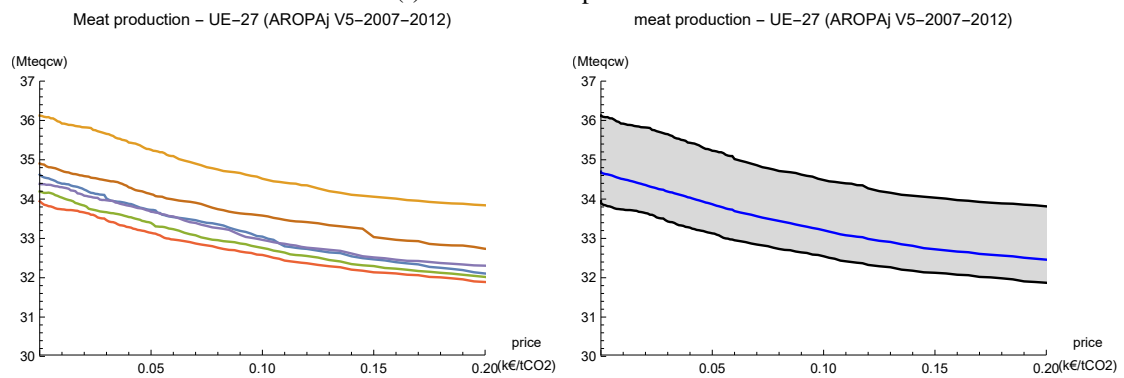 (s)
Meat production – UE–27 (AROPAj V5–2007–2012)
(Mteqcw)
37
36
35
34
33
32
31
30
0.05
0.10
0.15
0.20
price
(k€/tCO2)
meat production – UE–27 (AROPAj V5–2007–2012)
(Mteqcw)
37
36
35
34
33
32
31
30
0.05
0.10
0.15
0.20
price
(k€/tCO2)